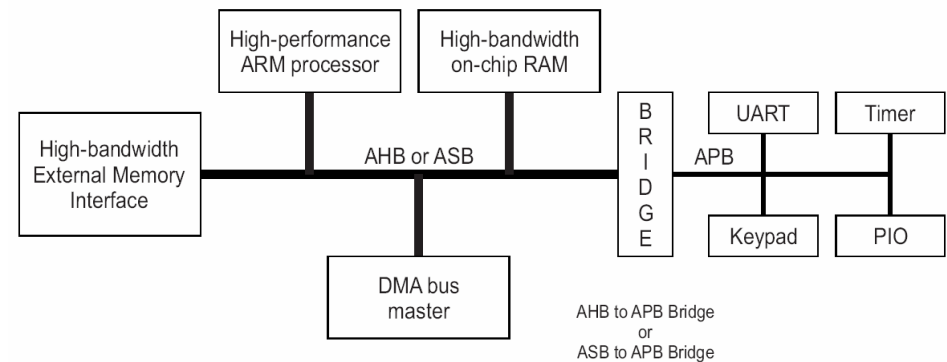 High-performance
ARM processor
High-bandwidth
on-chip RAM
High-bandwidth
External Memory
Interface
AHB or ASB
B
R
I
D
G
E
APB
UART
Timer
Keypad
PIO
DMA bus
master
AHB to APB Bridge
or
ASB to APB Bridge